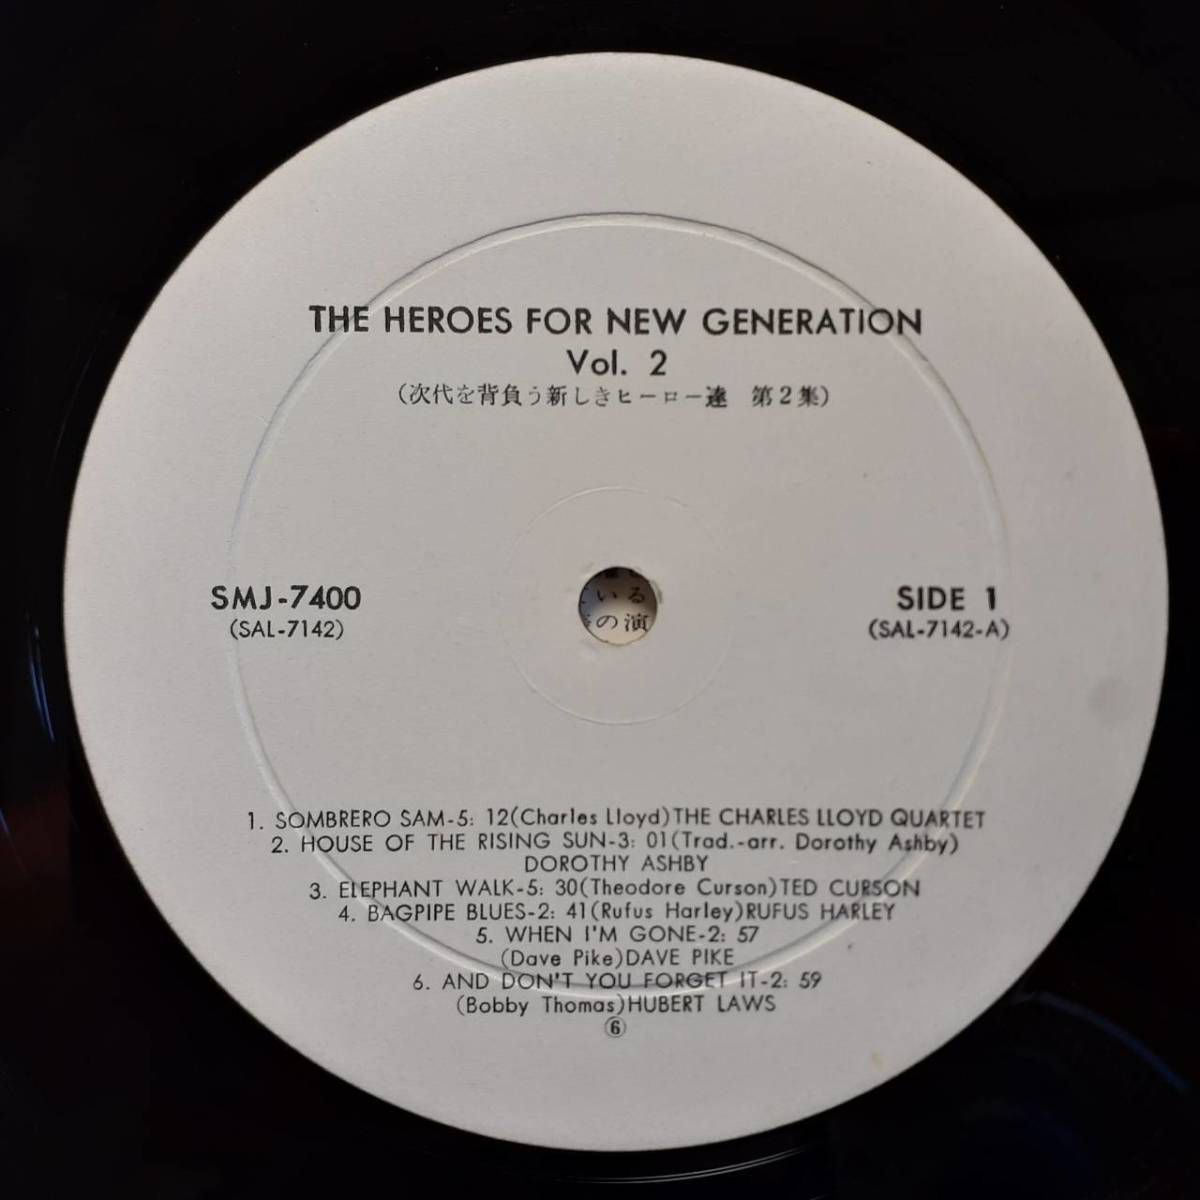 THE HEROES FOR NEW GENERATION
Vol. 2
(次代を背負う新しきヒーロー達 第2集)
SMJ-7400
(SAL-7142)
SIDE 1
(SAL-7142-A)
いる
の演
1. SOMBRERO SAM-5: 12(Charles Lloyd)THE CHARLES LLOYD QUARTET
2. HOUSE OF THE RISING SUN-3: 01(Trad.-arr. Dorothy Ashby)
DOROTHY ASHBY
3. ELEPHANT WALK-5: 30(Theodore Curson)TED CURSON
4. BAGPIPE BLUES-2: 41(Rufus Harley)RUFUS HARLEY
5. WHEN I'M GONE-2: 57
(Dave Pike)DAVE PIKE
6. AND DON'T YOU FORGET IT-2: 59
(Bobby Thomas)HUBERT LAWS
⑥